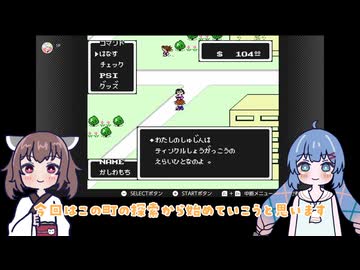 コマンド
▷はなす
チェック
PSI
グッズ
$ 104.00
◆わたしのしゅじんは
ティンクルしょうがっこうの
えらいひとなのよ。
NAME
かしわもち
SELECTボタン
STARTボタン
中断メニュー
今回はこの町の探索から始めていこうと思います